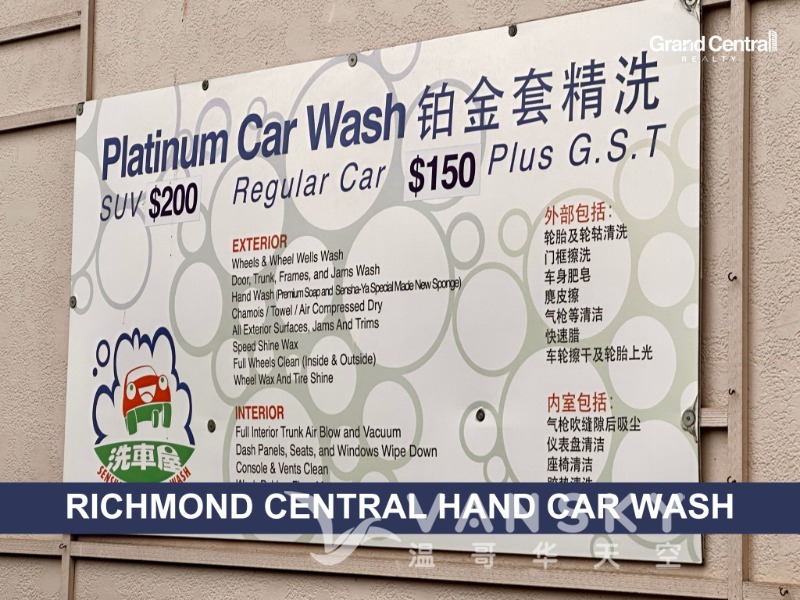 Grand Central
REALTY
Platinum Car Wash 铂金套精洗
SUV $200 Regular Car $150 Plus G.S.T
EXTERIOR
Wheels & Wheel Wells Wash
Door, Trunk, Frames, and Jams Wash
Hand Wash (Premium Soap and Sensha-Ya Special Made New Sponge)
Chamois / Towel / Air Compressed Dry
All Exterior Surfaces, Jams And Trims
Speed Shine Wax
Full Wheels Clean (Inside & Outside)
Wheel Wax And Tire Shine
外部包括:
轮胎及轮轱清洗
门框擦洗
车身肥皂
麂皮擦
气枪等清洁
快速腊
车轮擦干及轮胎上光
INTERIOR
Full Interior Trunk Air Blow and Vacuum
Dash Panels, Seats, and Windows Wipe Down
Console & Vents Clean
内室包括:
气枪吹缝隙后吸尘
仪表盘清洁
座椅清洁
洗車屋
RICHMOND CENTRAL HAND CAR WASH
VANSKY
温哥华天空